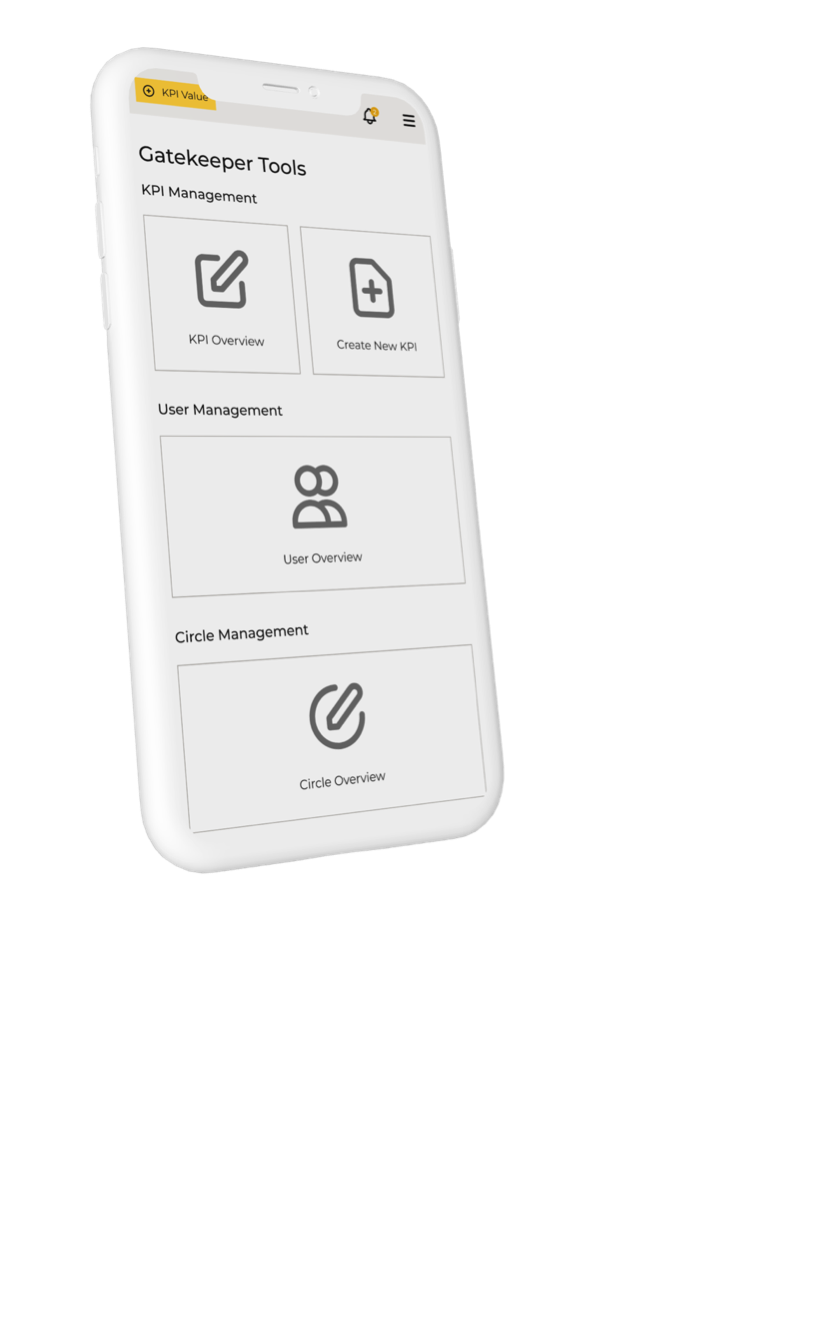 KPI Value
Gatekeeper Tools
KPI Management
KPI Overview
Create New KPI
User Management
User Overview
Circle Management
Circle Overview